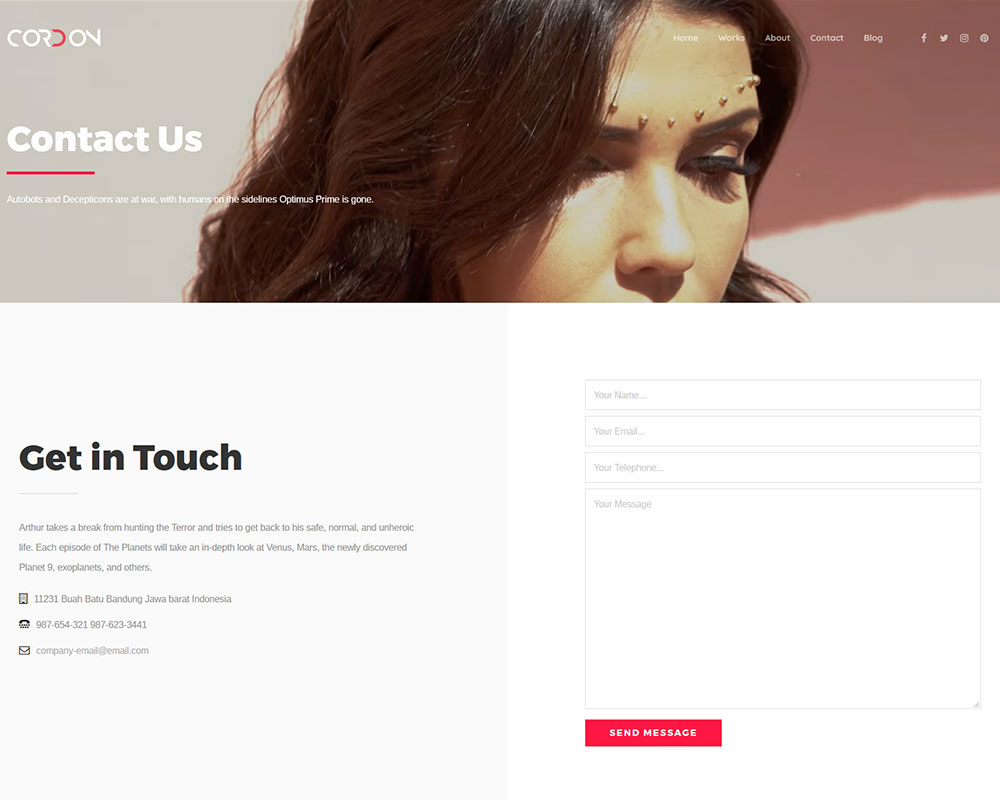 CORDON
Home Works About Contact Blog
Contact Us
Autobots and Decepticons are at war, with humans on the sidelines Optimus Prime is gone.
Get in Touch
Arthur takes a break from hunting the Terror and tries to get back to his safe, normal, and unheroic
life. Each episode of The Planets will take an in-depth look at Venus, Mars, the newly discovered
Planet 9, exoplanets, and others.
11231 Buah Batu Bandung Jawa barat Indonesia
987-654-321 987-623-3441
company-email@email.com
Your Name...
Your Email...
Your Telephone...
Your Message
SEND MESSAGE